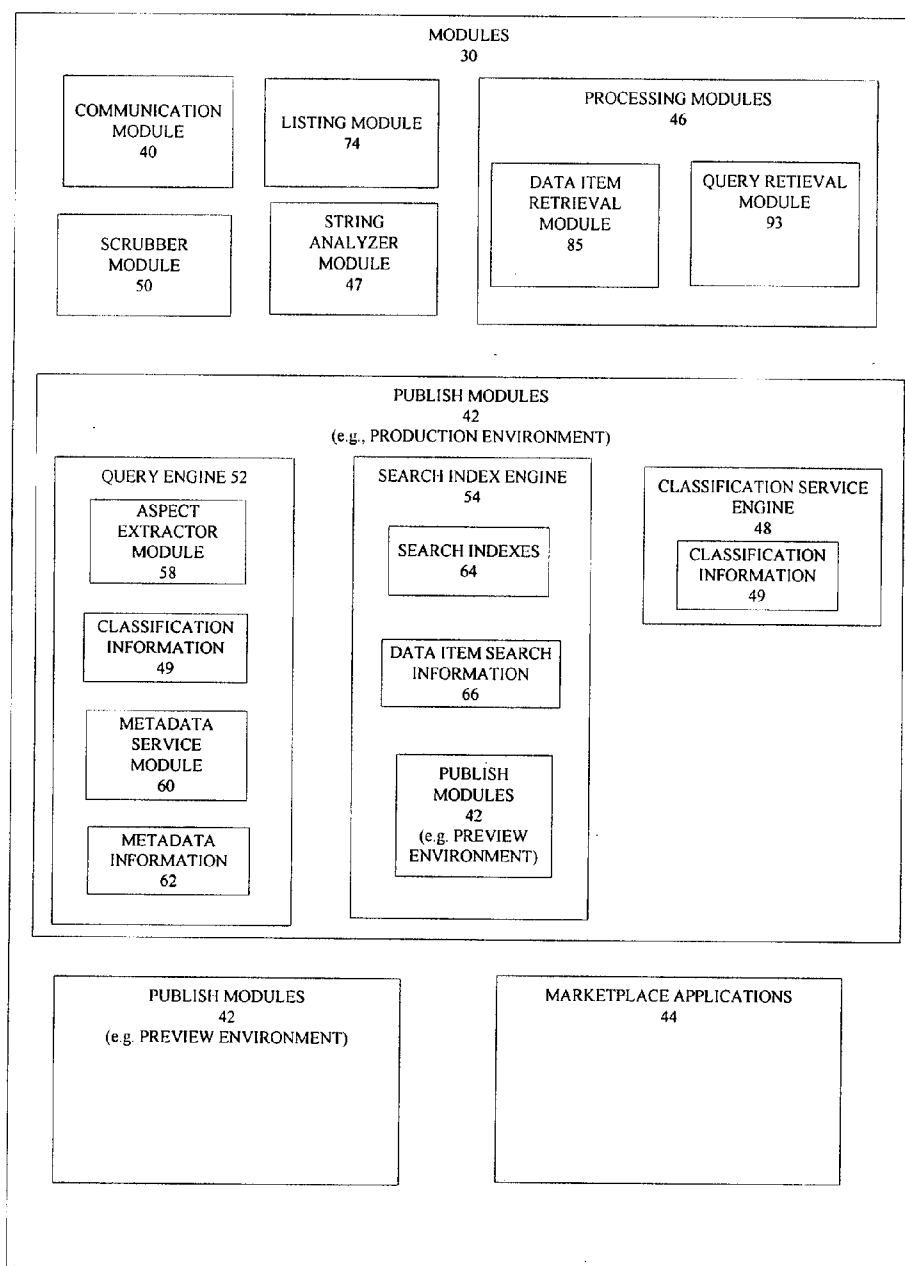 MODULES
30
COMMUNICATION
MODULE
40
LISTING MODULE
74
PROCESSING MODULES
46
DATA ITEM
RETRIEVAL
MODULE
85
QUERY RETIEVAL
MODULE
93
SCRUBBER
MODULE
50
STRING
ANALYZER
MODULE
47
PUBLISH MODULES
42
(e.g., PRODUCTION ENVIRONMENT)
QUERY ENGINE 52
ASPECT
EXTRACTOR
MODULE
58
CLASSIFICATION
INFORMATION
49
METADATA
SERVICE
MODULE
60
METADATA
INFORMATION
62
SEARCH INDEX ENGINE
54
SEARCH INDEXES
64
DATA ITEM SEARCH
INFORMATION
66
PUBLISH
MODULES
42
(e.g. PREVIEW
ENVIRONMENT)
CLASSIFICATION SERVICE
ENGINE
48
CLASSIFICATION
INFORMATION
49
PUBLISH MODULES
42
(e.g. PREVIEW ENVIRONMENT)
MARKETPLACE APPLICATIONS
44